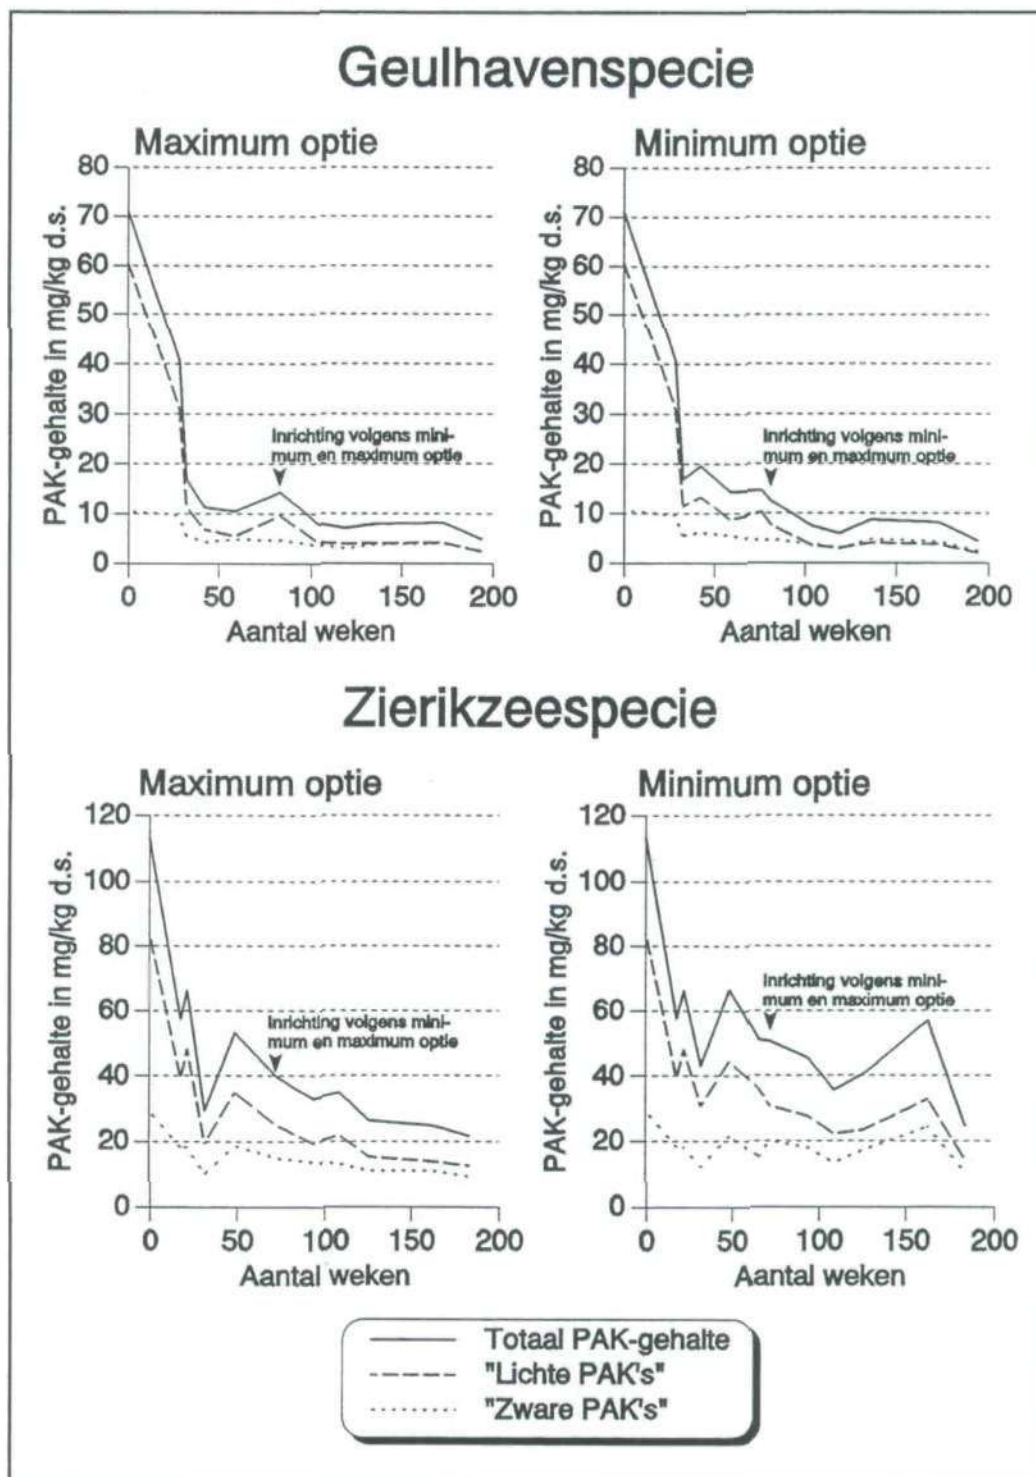 Geulhavenspecie
Maximum optie
PAK-gehalte in mg/kg d.s.
80
70
60
50
40
30
20
10
0
Inrichting volgens mini-
mum en maximum optie
0 50 100 150 200
Aantal weken
Minimum optie
PAK-gehalte in mg/kg d.s.
80
70
60
50
40
30
20
10
0
Inrichting volgens mini-
mum en maximum optie
0 50 100 150 200
Aantal weken
Zierikzeespecie
Maximum optie
PAK-gehalte in mg/kg d.s.
120
100
80
60
40
20
0
Inrichting volgens mini-
mum en maximum optie
0 50 100 150 200
Aantal weken
Minimum optie
PAK-gehalte in mg/kg d.s.
120
100
80
60
40
20
0
Inrichting volgens mini-
mum en maximum optie
0 50 100 150 200
Aantal weken
Totaal PAK-gehalte
"Lichte PAK's"
"Zware PAK's"